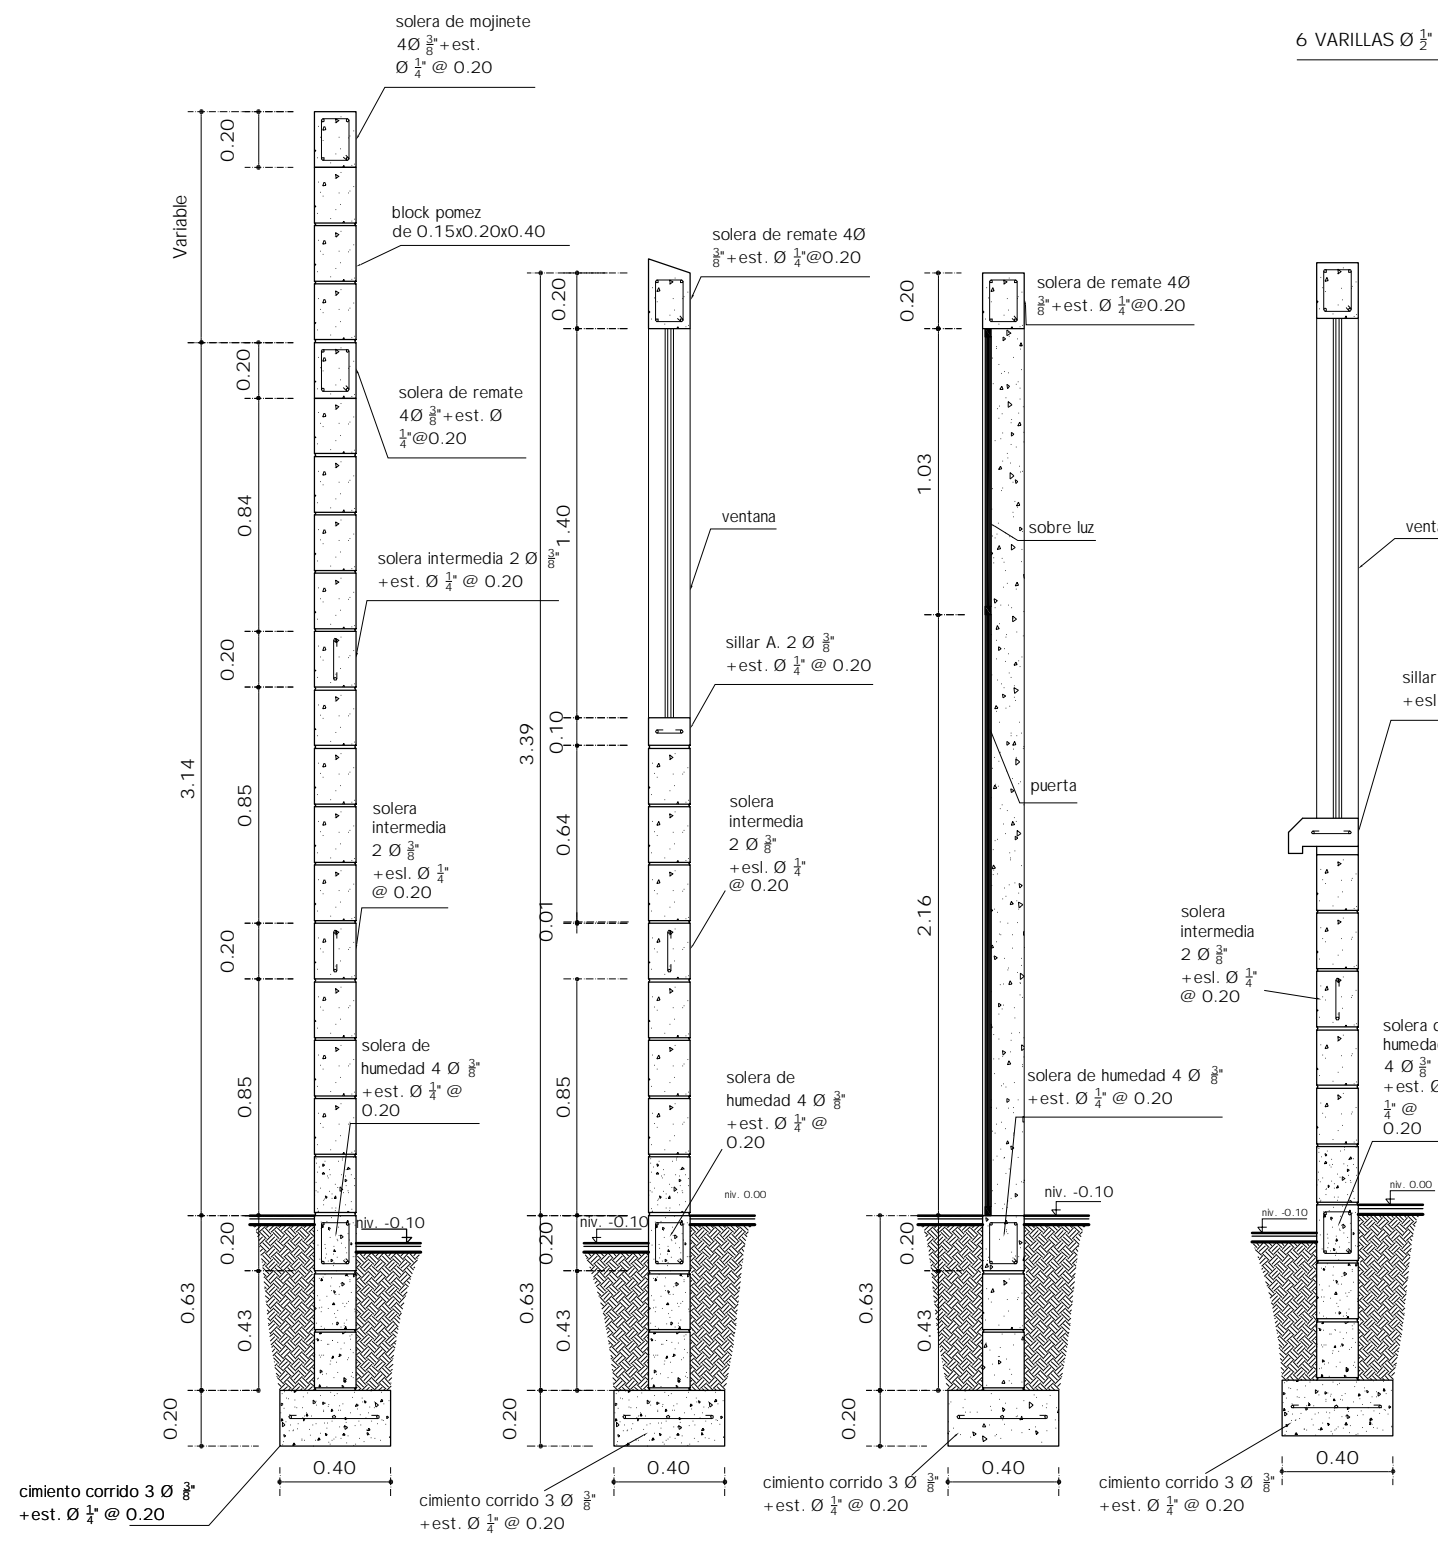 solera de mojinete
4Ø 3/8"+est.
Ø 1/4" @ 0.20
6 VARILLAS Ø 1/2"
0.20
Variable
block pomez
de 0.15x0.20x0.40
0.20
solera de remate
4Ø 3/8"+est. Ø
1/4"@0.20
0.84
solera intermedia 2 Ø 3/8"
+est. Ø 1/4" @ 0.20
0.20
3.14
0.85
solera
intermedia
2 Ø 3/8"
+esl. Ø 1/4"
@ 0.20
0.20
solera de
humedad 4 Ø 3/8"
+est. Ø 1/4" @
0.20
0.85
niv. -0.10
0.20
0.63
0.43
0.20
0.40
cimiento corrido 3 Ø 3/8"
+est. Ø 1/4" @ 0.20
solera de remate 4Ø
3/8"+est. Ø 1/4"@0.20
0.20
1.40
ventana
sillar A. 2 Ø 3/8"
+est. Ø 1/4" @ 0.20
3.39
0.10
0.64
solera
intermedia
2 Ø 3/8"
+esl. Ø 1/4"
@ 0.20
0.01
0.85
solera de
humedad 4 Ø 3/8"
+est. Ø 1/4" @
0.20
niv. 0.00
niv. -0.10
0.20
0.63
0.43
0.20
0.40
cimiento corrido 3 Ø 3/8"
+est. Ø 1/4" @ 0.20
0.20
solera de remate 4Ø
3/8"+est. Ø 1/4"@0.20
1.03
sobre luz
puerta
2.16
solera de humedad 4 Ø 3/8"
+est. Ø 1/4" @ 0.20
niv. -0.10
0.20
0.63
0.43
0.20
0.40
cimiento corrido 3 Ø 3/8"
+est. Ø 1/4" @ 0.20
sillar
+esl
solera
intermedia
2 Ø 3/8"
+esl. Ø 1/4"
@ 0.20
solera
4 Ø 3/8"
+est. Ø
1/4" @
0.20
niv. 0.00
niv. -0.10
0.40
cimiento corrido 3 Ø 3/8"
+est. Ø 1/4" @ 0.20